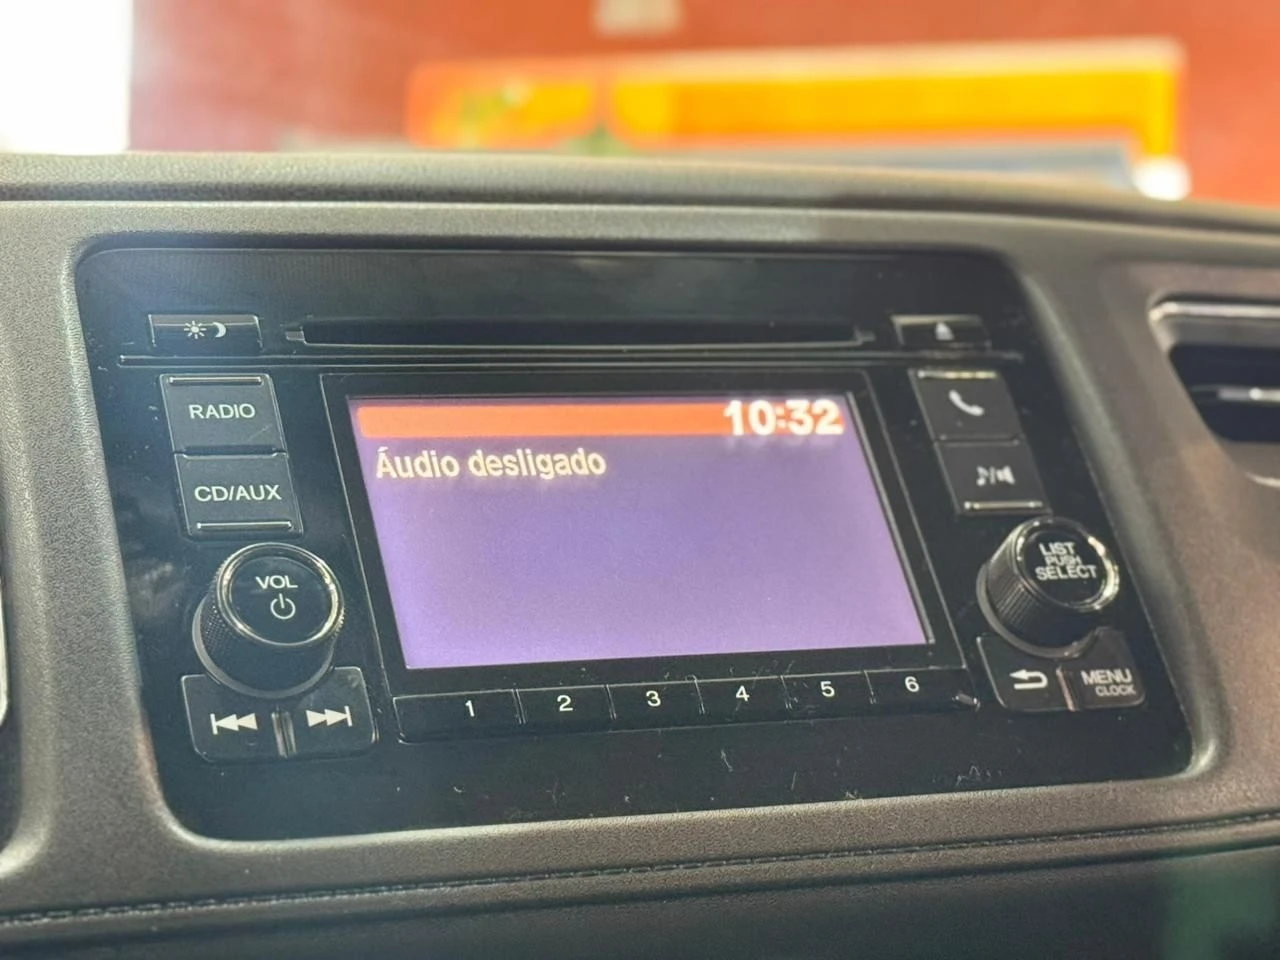 RADIO
CD/AUX
VOL
10:32
Áudio desligado
LIST
PUSH
SELECT
MENU
CLOCK
1 2 3 4 5 6